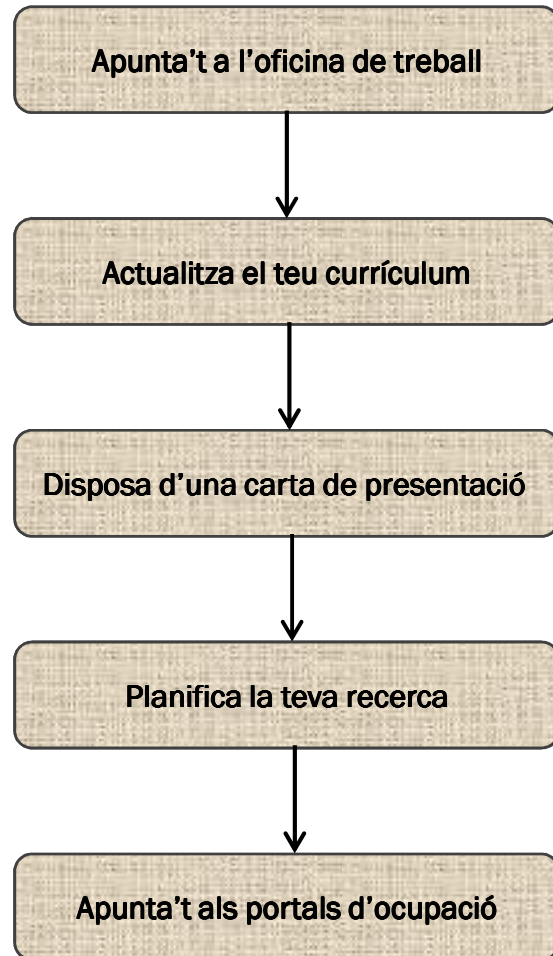 Apunta’t a l’oficina de treball
Actualitza el teu currículum
Disposa d’una carta de presentació
Planifica la teva recerca
Apunta’t als portals d’ocupació